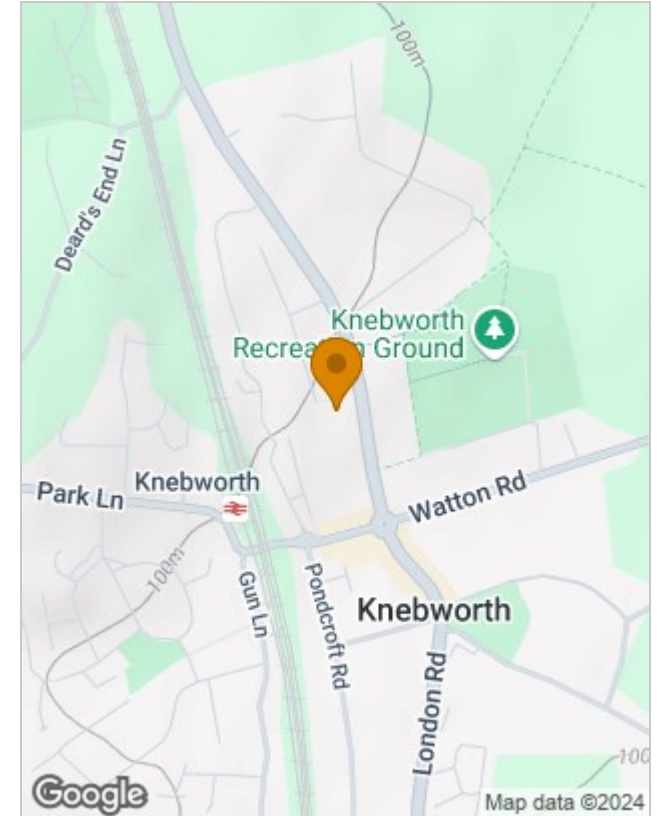 100m
Deard's End Ln
Knebworth
Recreation Ground
Knebworth
Park Ln
Watton Rd
100m
Gun Ln
Pondcroft Rd
Knebworth
London Rd
100
Google
Map data ©2024